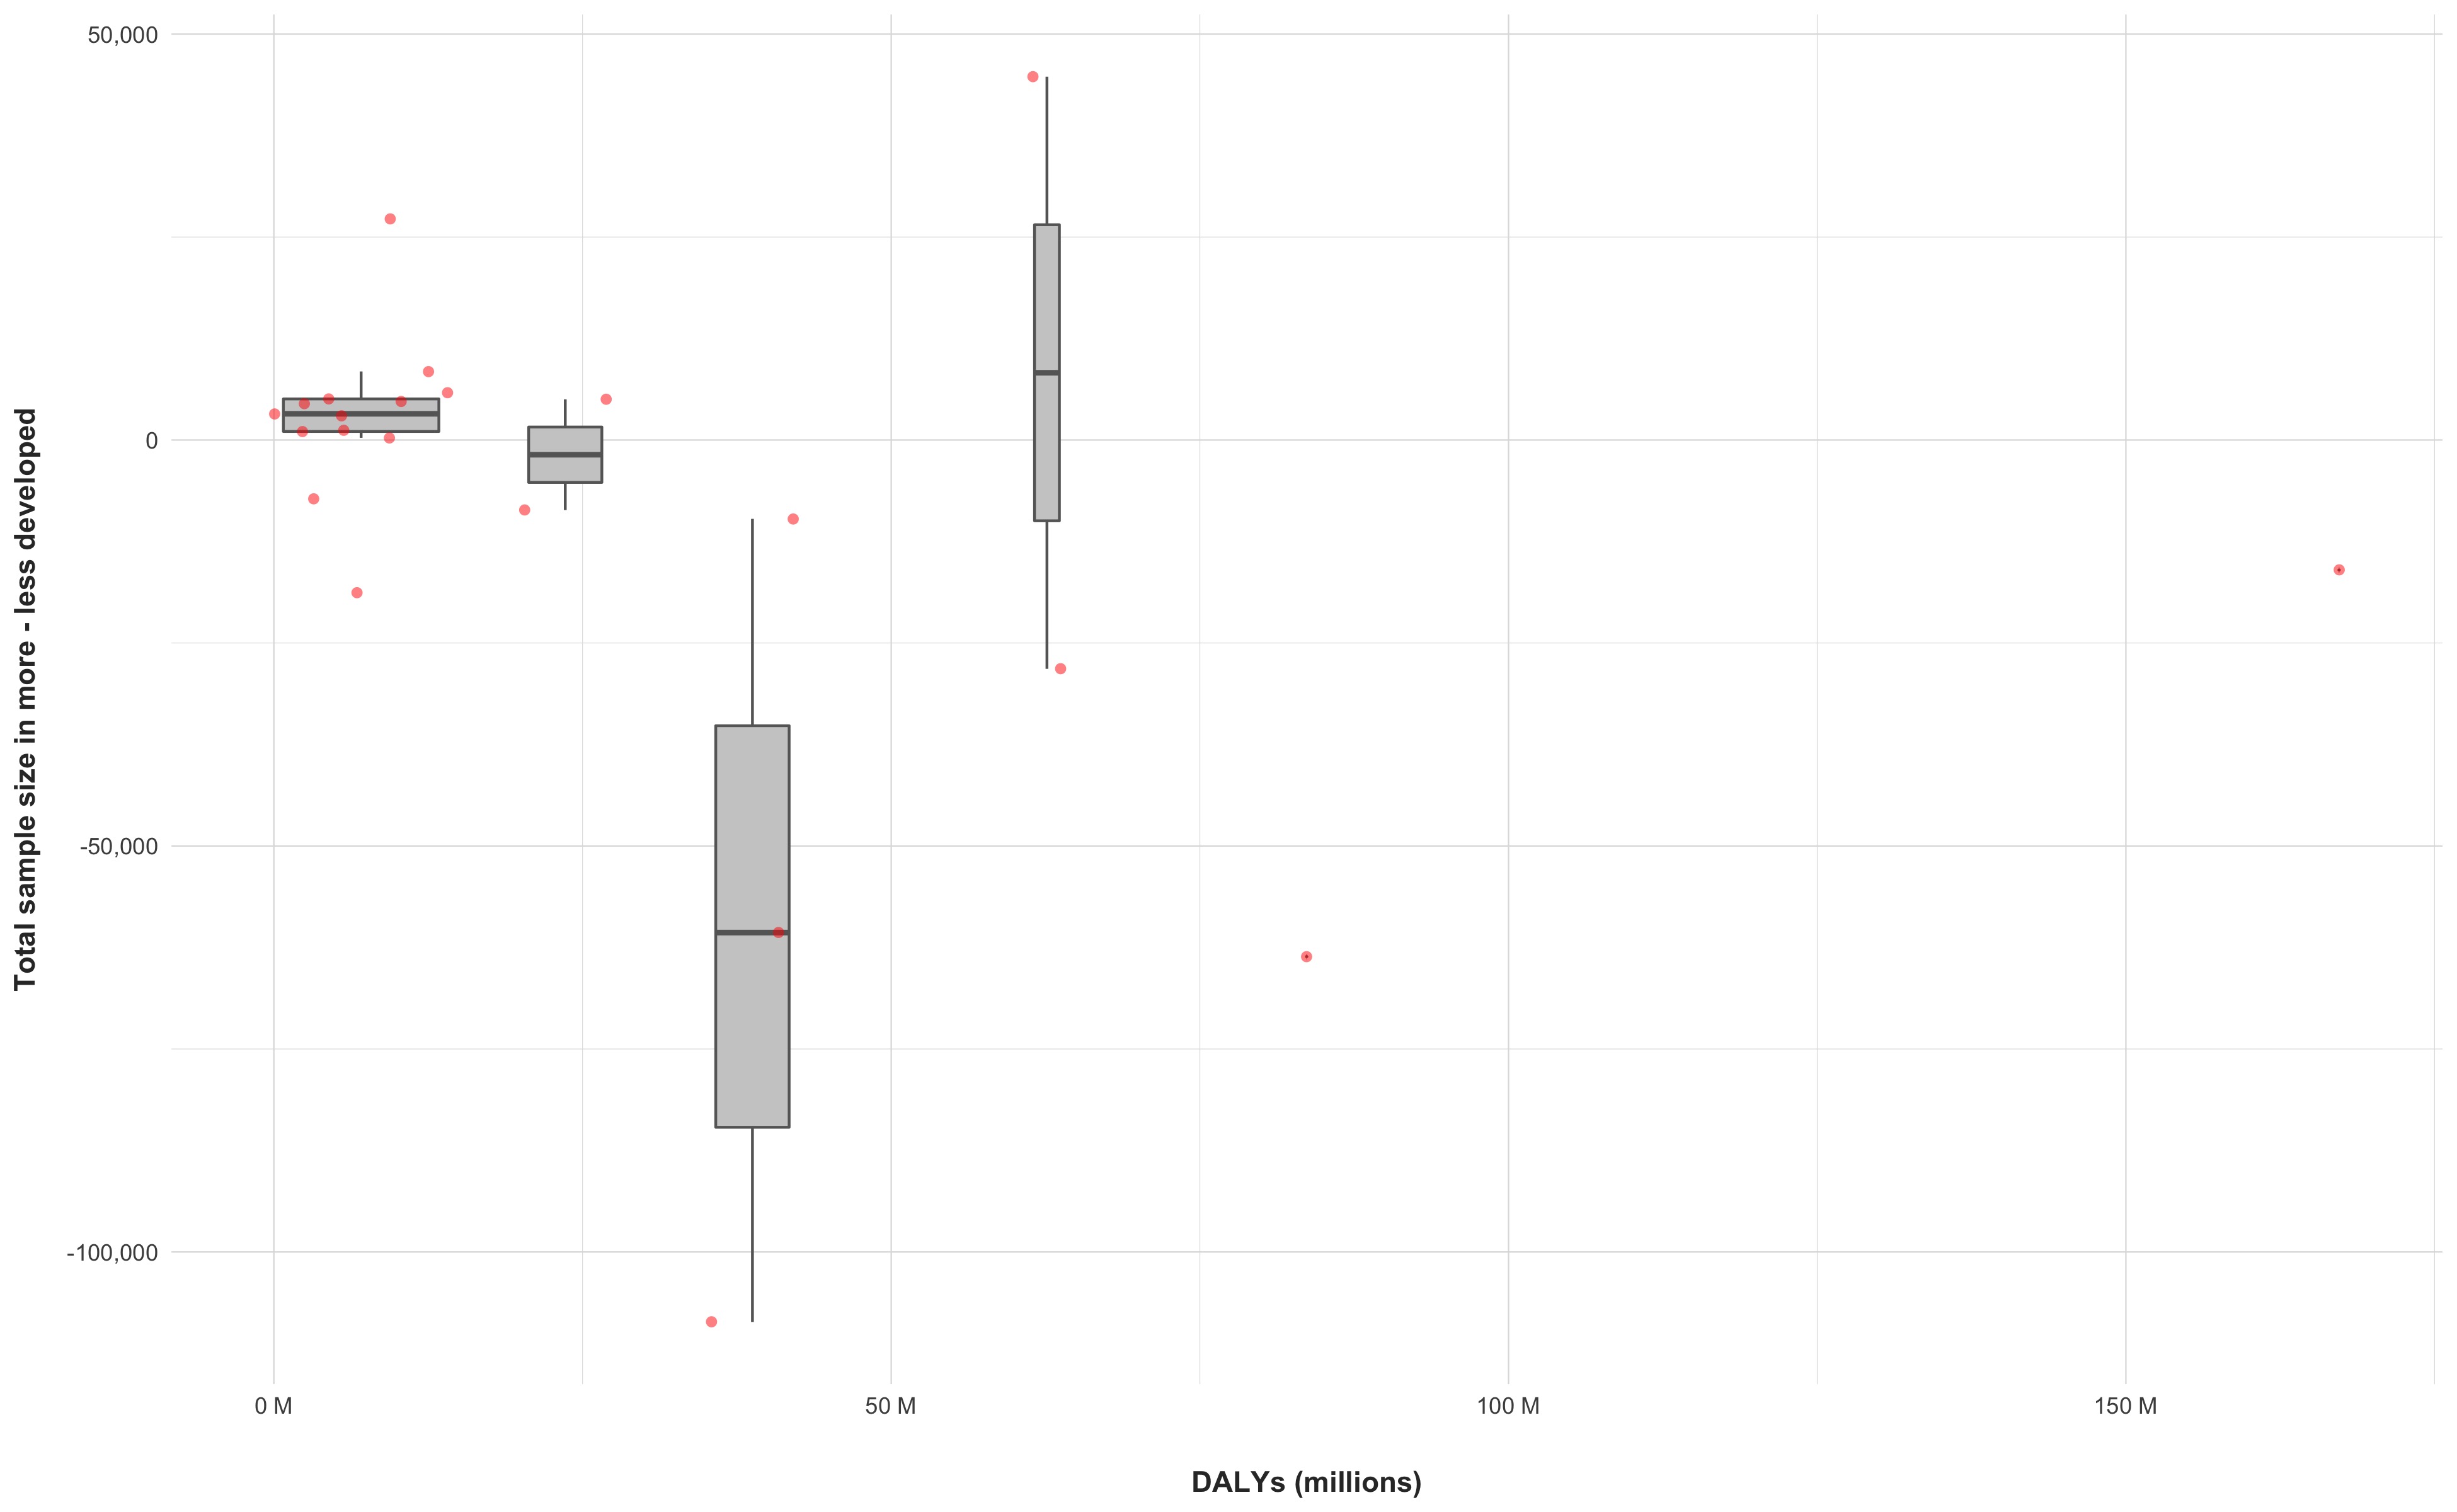 Total sample size in more - less developed
50,000
0
-50,000
-100,000
0 M
50 M
100 M
150 M
DALYs (millions)